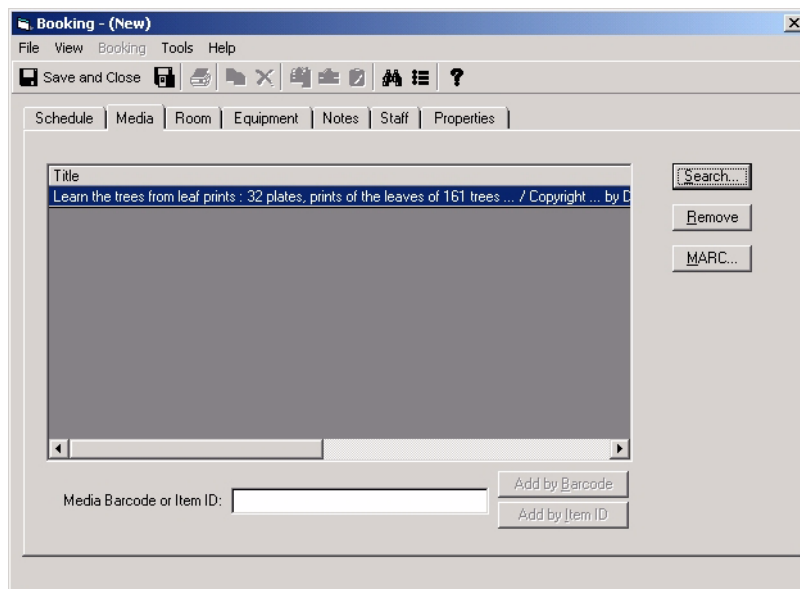 Booking - (New)
File View Booking Tools Help
Save and Close
Schedule Media Room Equipment Notes Staff Properties
Title
Learn the trees from leaf prints : 32 plates, prints of the leaves of 161 trees ... / Copyright ... by D
Search...
Remove
MARC...
Media Barcode or Item ID:
Add by Barcode
Add by Item ID